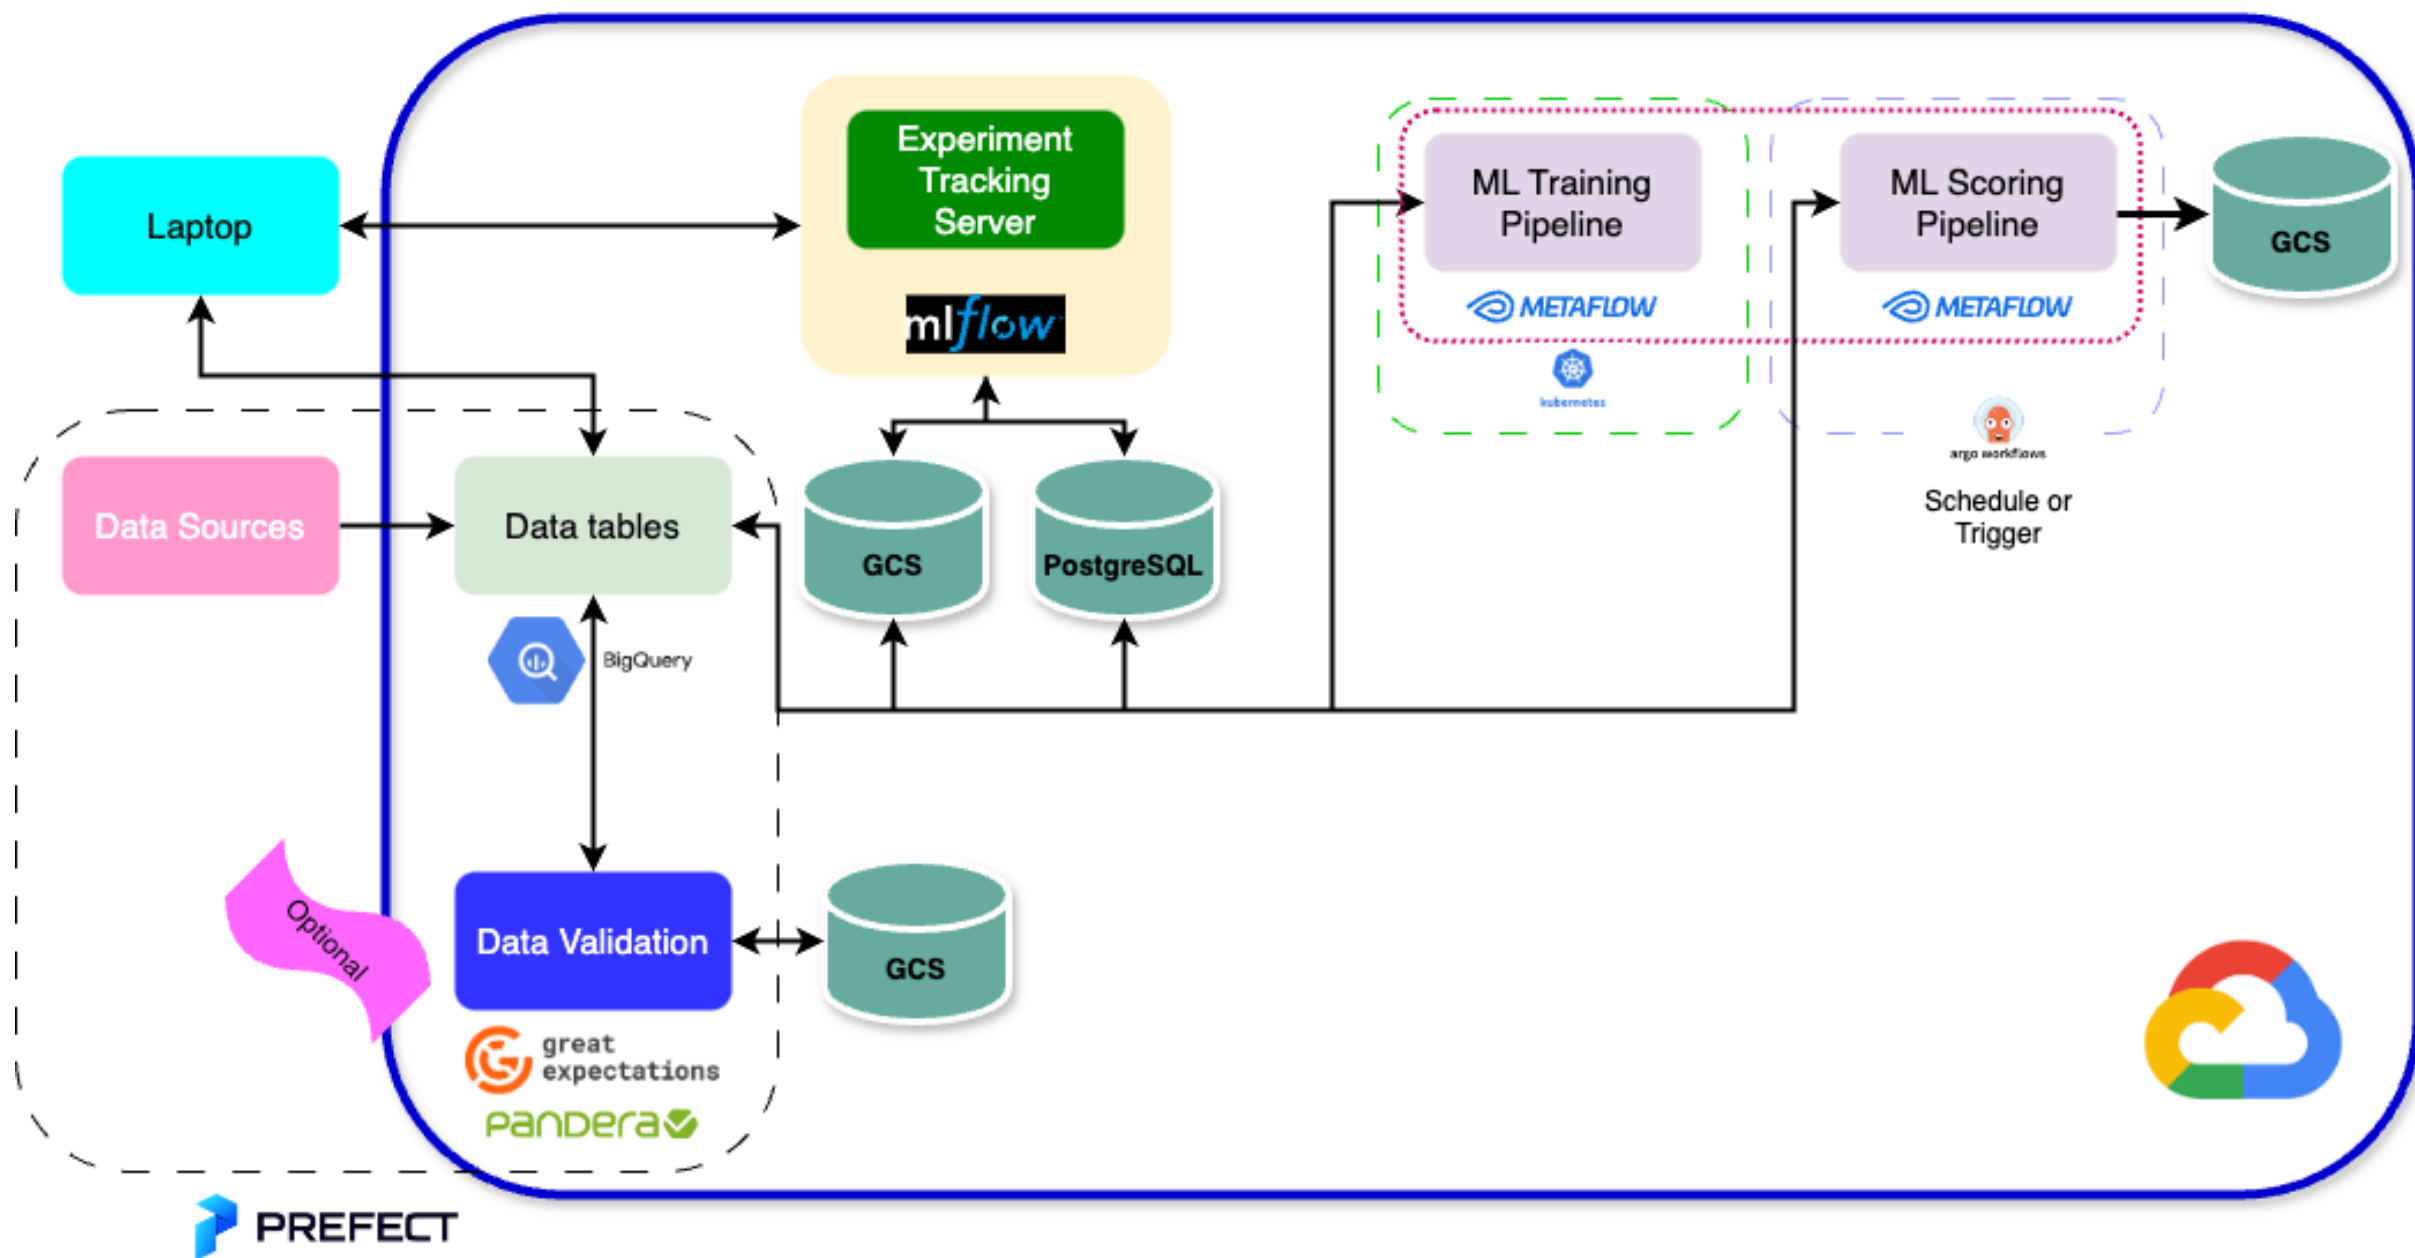 Experiment
Tracking
Server
mlflow
Laptop
ML Training
Pipeline
METAFLOW
kubernetes
ML Scoring
Pipeline
METAFLOW
argo workflows
Schedule or
Trigger
GCS
Data Sources
Data tables
BigQuery
GCS
PostgreSQL
Optional
Data Validation
GCS
great
expectations
PANDERA
PREFECT